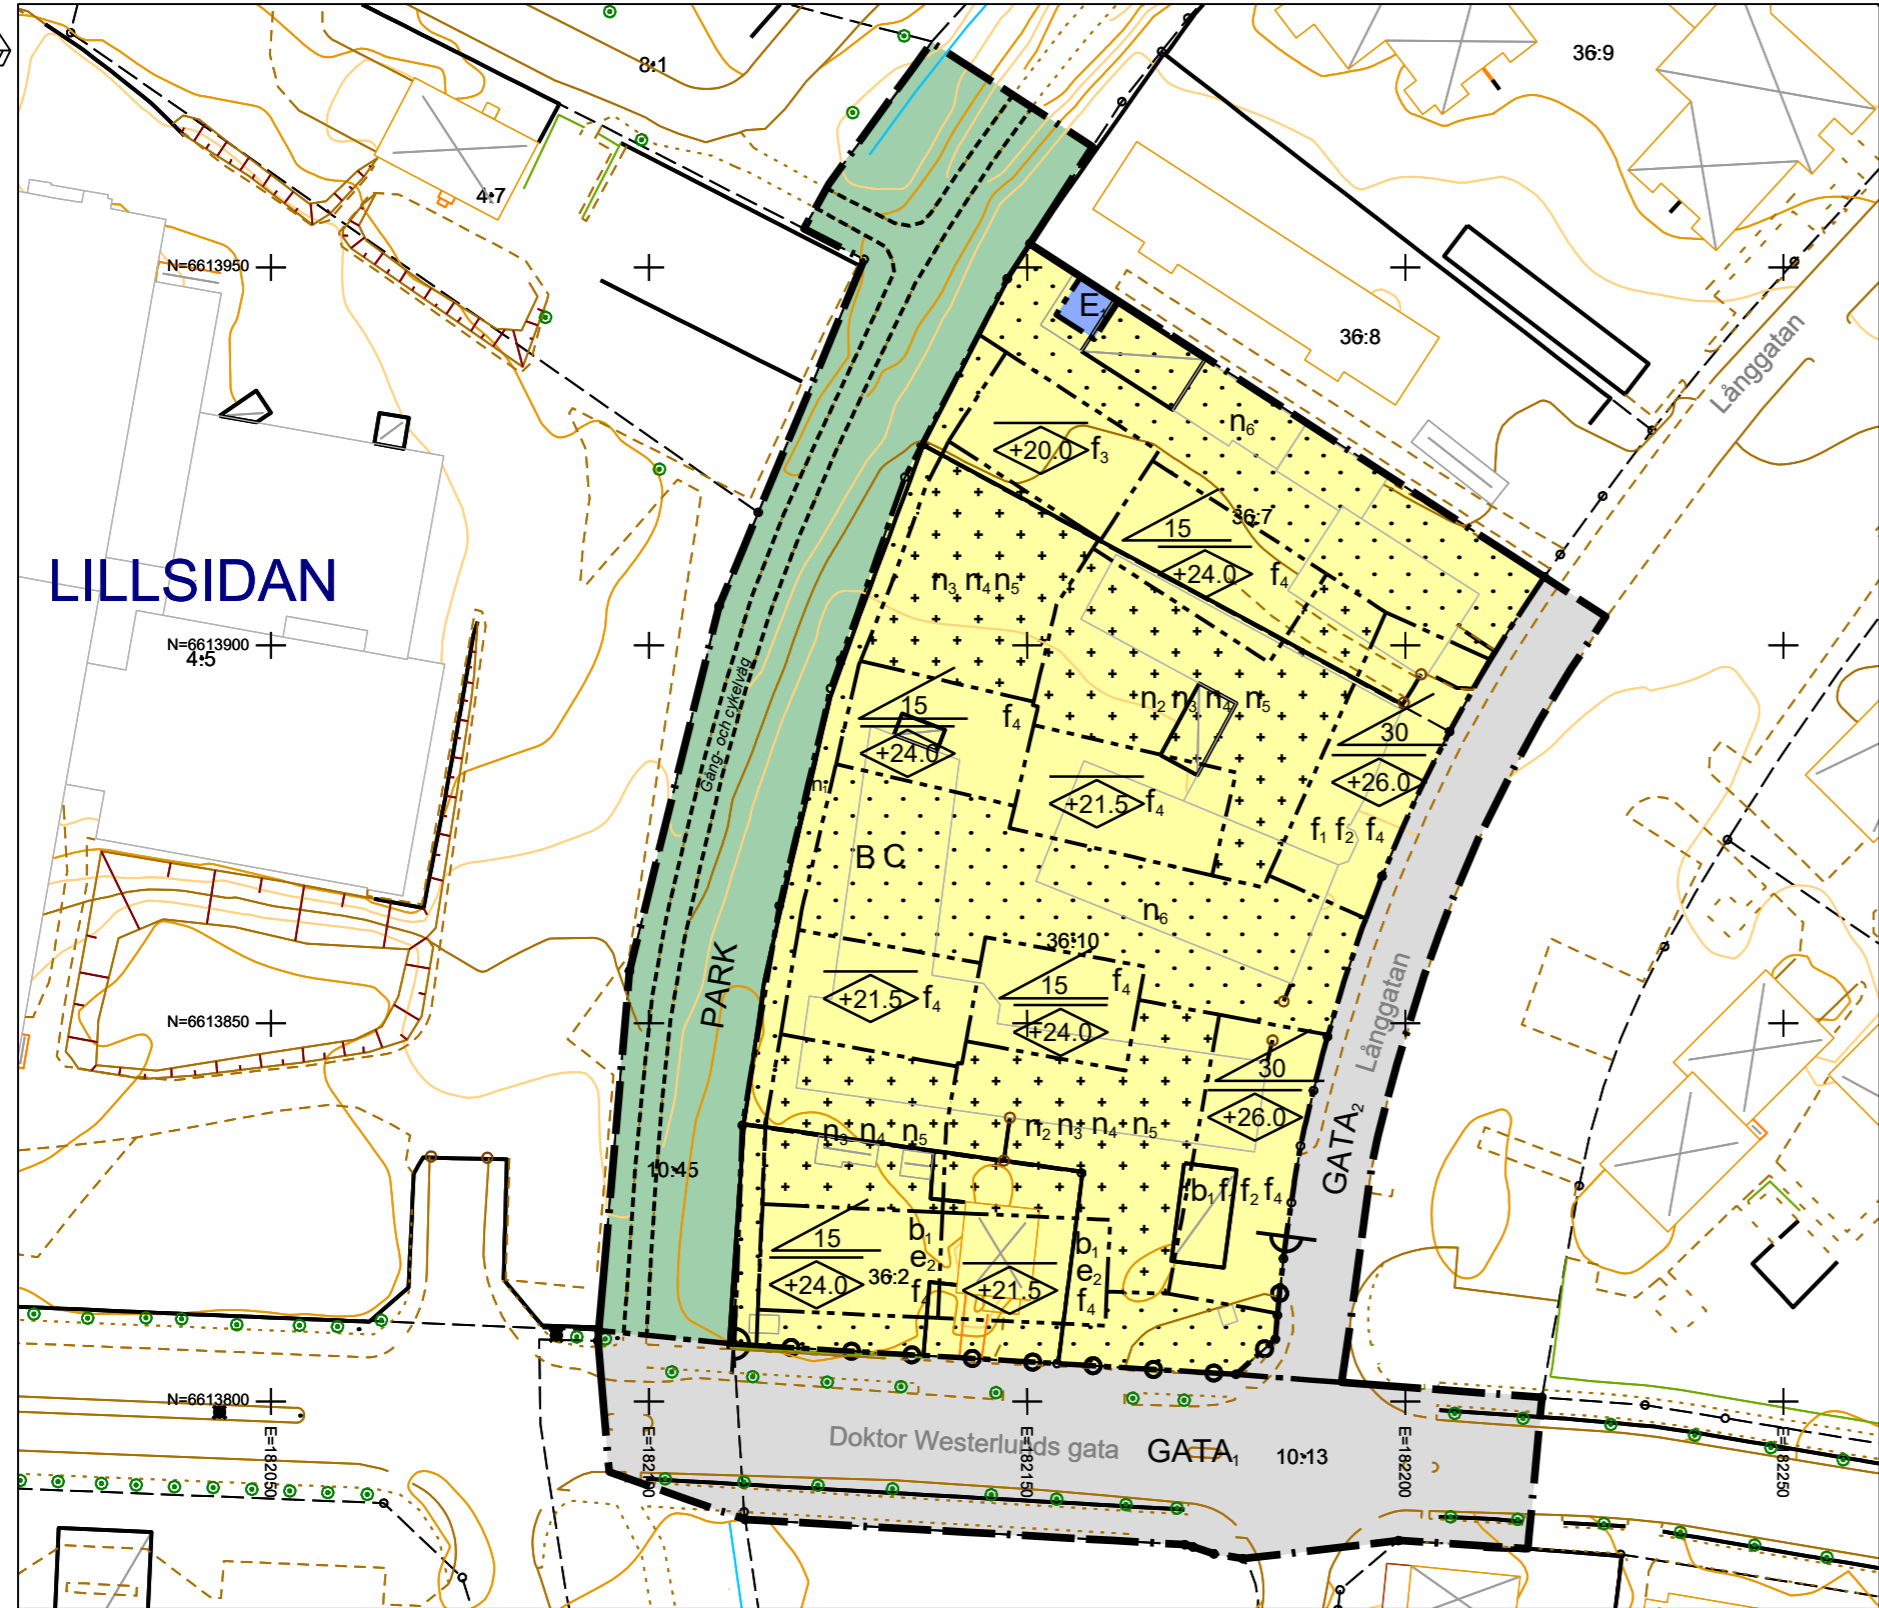 8:1
36:9
4:7
N=6613950
E₁
36:8
Långgatan
n₆
+20.0 f₃
15
36:7
+24.0 f₄
LILLSIDAN
n₃ n₄ n₅
N=6613900
4:5
Gång- och cykelväg
n₂ n₃ n₄ n₅
15
f₄
+24.0
30
+26.0
n₁
+21.5 f₄
f₁ f₂ f₄
B C
n₆
36:10
PARK
+21.5 f₄
15
f₄
+24.0
Långgatan
N=6613850
30
+26.0
GATA₂
n₃ n₄ n₅
n₂ n₃ n₄ n₅
10:45
b₁ f₁ f₂ f₄
15
b₁
e₂
+24.0
36:2
+21.5
b₁
e₂
f₄
N=6613800
Doktor Westerlunds gata
GATA₁
10:13
E=182050
E=182100
E=182150
E=182200
E=182250